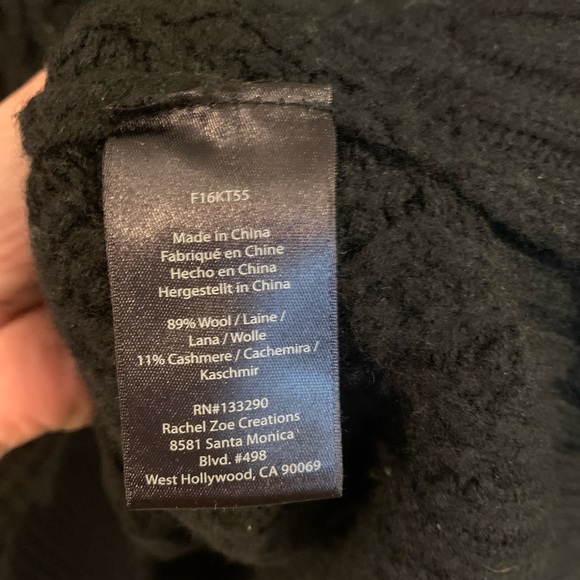 F16KT55
Made in China
Fabriqué en Chine
Hecho en China
Hergestellt in China
89% Wool / Laine /
Lana / Wolle
11% Cashmere / Cachemira /
Kaschmir
RN#133290
Rachel Zoe Creations
8581 Santa Monica
Blvd. #498
West Hollywood, CA 90069